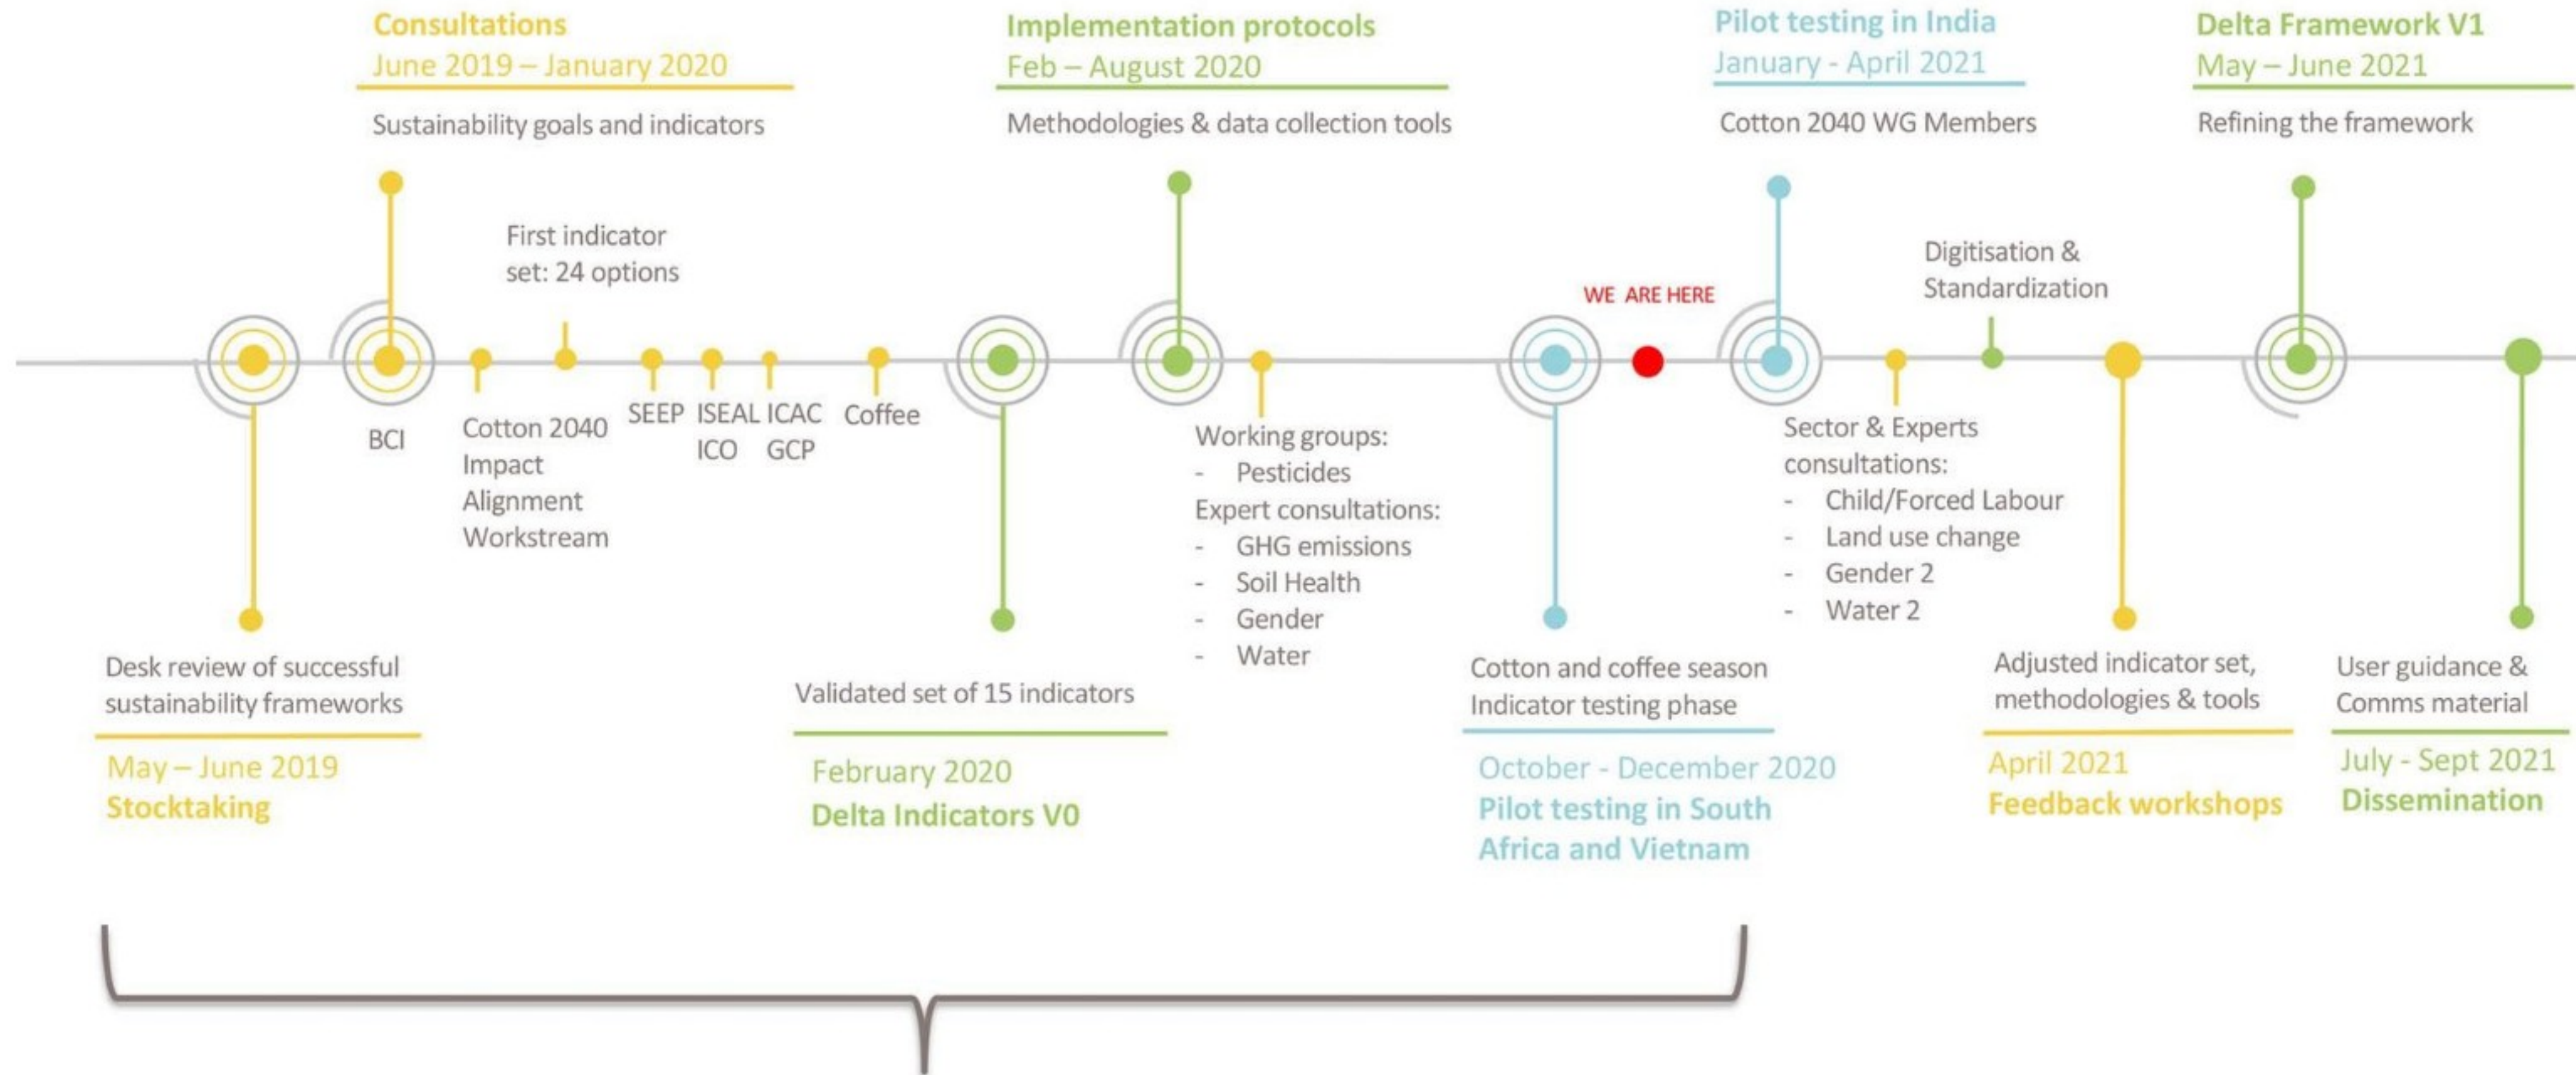 Consultations
June 2019 – January 2020
Sustainability goals and indicators
Implementation protocols
Feb – August 2020
Methodologies & data collection tools
Pilot testing in India
January - April 2021
Cotton 2040 WG Members
Delta Framework V1
May – June 2021
Refining the framework
First indicator
set: 24 options
WE ARE HERE
Digitisation &
Standardization
BCI
Cotton 2040
Impact
Alignment
Workstream
SEEP
ISEAL
ICO
ICAC
GCP
Coffee
Working groups:
- Pesticides
Expert consultations:
- GHG emissions
- Soil Health
- Gender
- Water
Sector & Experts
consultations:
- Child/Forced Labour
- Land use change
- Gender 2
- Water 2
Desk review of successful
sustainability frameworks
May – June 2019
Stocktaking
Validated set of 15 indicators
February 2020
Delta Indicators V0
Cotton and coffee season
Indicator testing phase
October - December 2020
Pilot testing in South
Africa and Vietnam
Adjusted indicator set,
methodologies & tools
April 2021
Feedback workshops
User guidance &
Comms material
July - Sept 2021
Dissemination